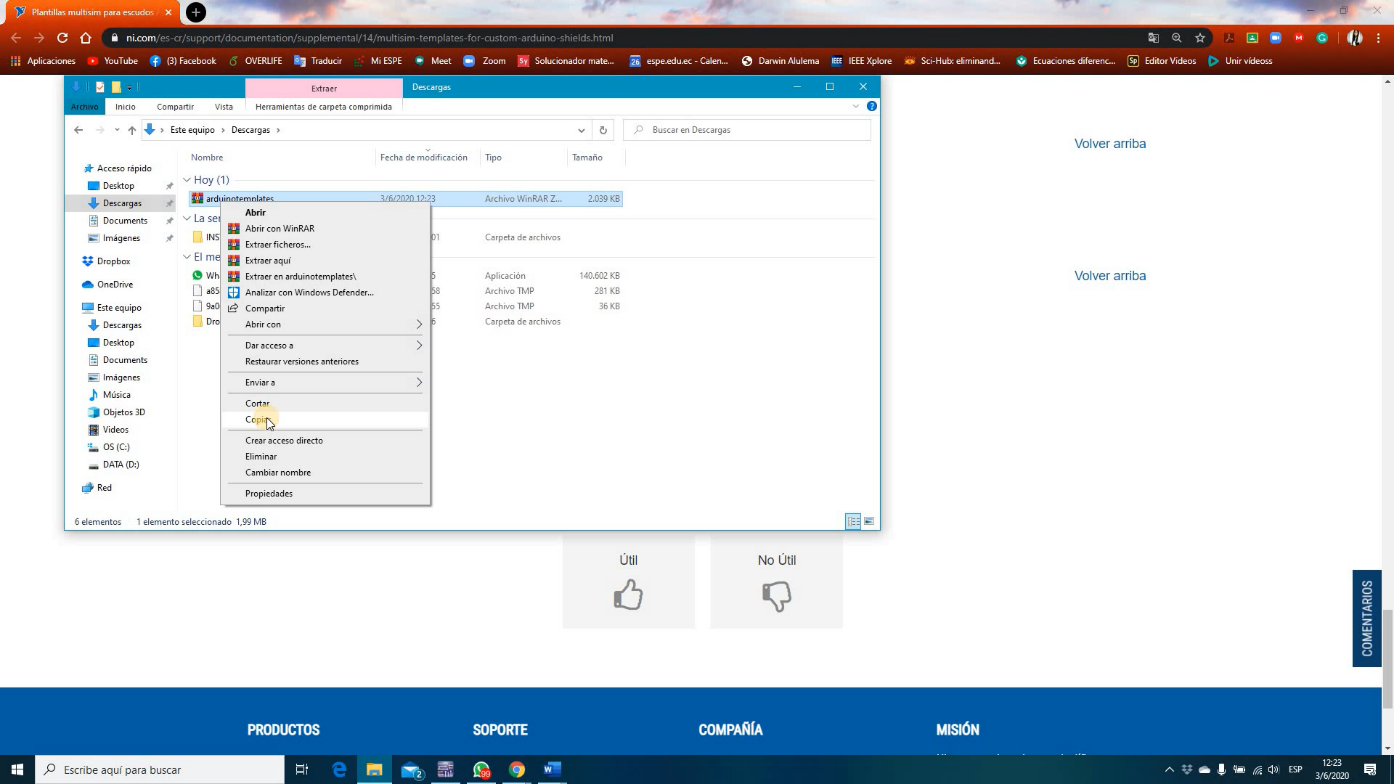 Plantillas multisim para escudos
ni.com/es-cr/support/documentation/supplemental/14/multisim-templates-for-custom-arduino-shields.html
Aplicaciones YouTube (3) Facebook OVERLIFE Traducir Mi ESPE Meet Zoom Solucionador mate... espe.edu.ec - Calen... Darwin Alulema IEEE Xplore Sci-Hub: eliminand... Ecuaciones diferenc... Editor Videos Unir vídeos
Extraer Descargas
Archivo Inicio Compartir Vista Herramientas de carpeta comprimida
Este equipo > Descargas >
Buscar en Descargas
Nombre Fecha de modificación Tipo Tamaño
Acceso rápido
Desktop
Descargas
Documents
Imágenes
Dropbox
OneDrive
Este equipo
Descargas
Desktop
Documents
Imágenes
Música
Objetos 3D
Videos
OS (C:)
DATA (D:)
Red
Hoy (1)
arduinotemplates 3/6/2020 12:23 Archivo WinRAR Z... 2.039 KB
La se
INS 01 Carpeta de archivos
El me
Wh 5 Aplicación 140.602 KB
a85 58 Archivo TMP 281 KB
9a0 55 Archivo TMP 36 KB
Dro 6 Carpeta de archivos
Abrir
Abrir con WinRAR
Extraer ficheros...
Extraer aquí
Extraer en arduinotemplates\
Analizar con Windows Defender...
Compartir
Abrir con
Dar acceso a
Restaurar versiones anteriores
Enviar a
Cortar
Copiar
Crear acceso directo
Eliminar
Cambiar nombre
Propiedades
6 elementos 1 elemento seleccionado 1,99 MB
Volver arriba
Volver arriba
Útil No Útil
COMENTARIOS
PRODUCTOS SOPORTE COMPAÑÍA MISIÓN
Escribe aquí para buscar
2
99
ESP
12:23
3/6/2020